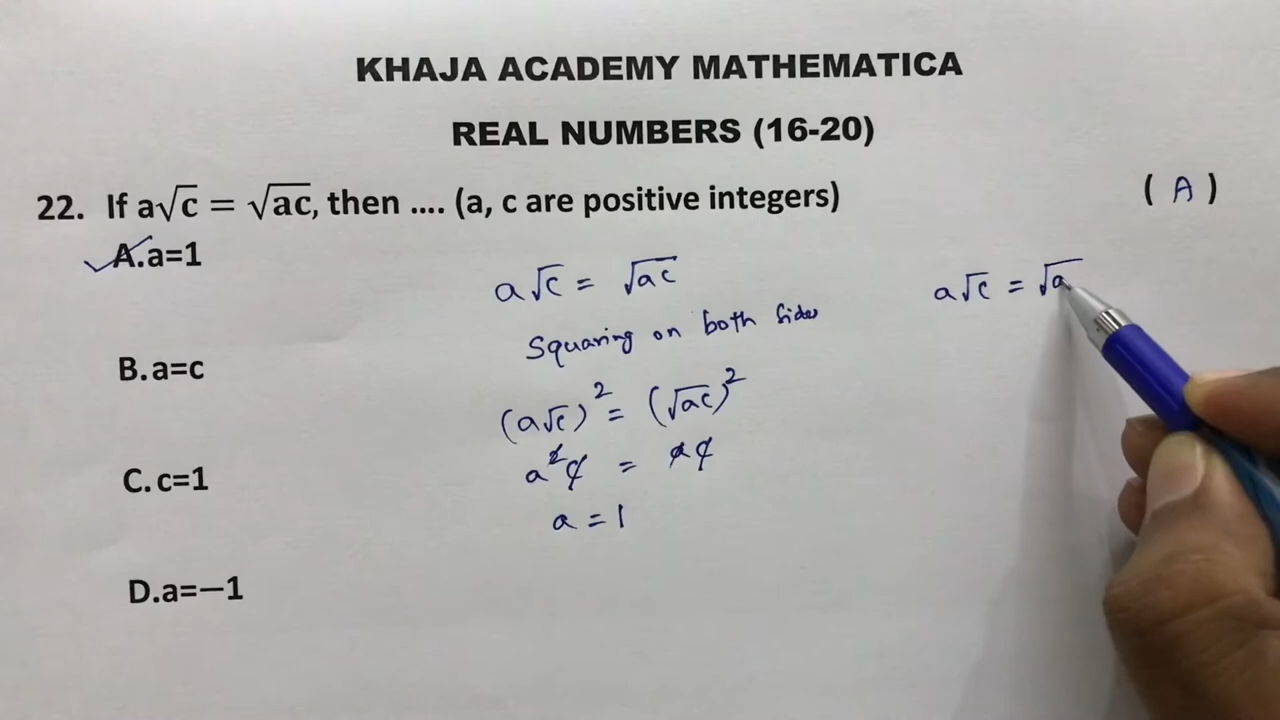 KHAJA ACADEMY MATHEMATICA
REAL NUMBERS (16-20)
22. If a√c = √ac, then .... (a, c are positive integers) ( A )
A.a=1
B.a=c
C.c=1
D.a=−1
a√c = √ac
Squaring on both sides
(a√c)² = (√ac)²
a²c = ac
a = 1
a√c = √a